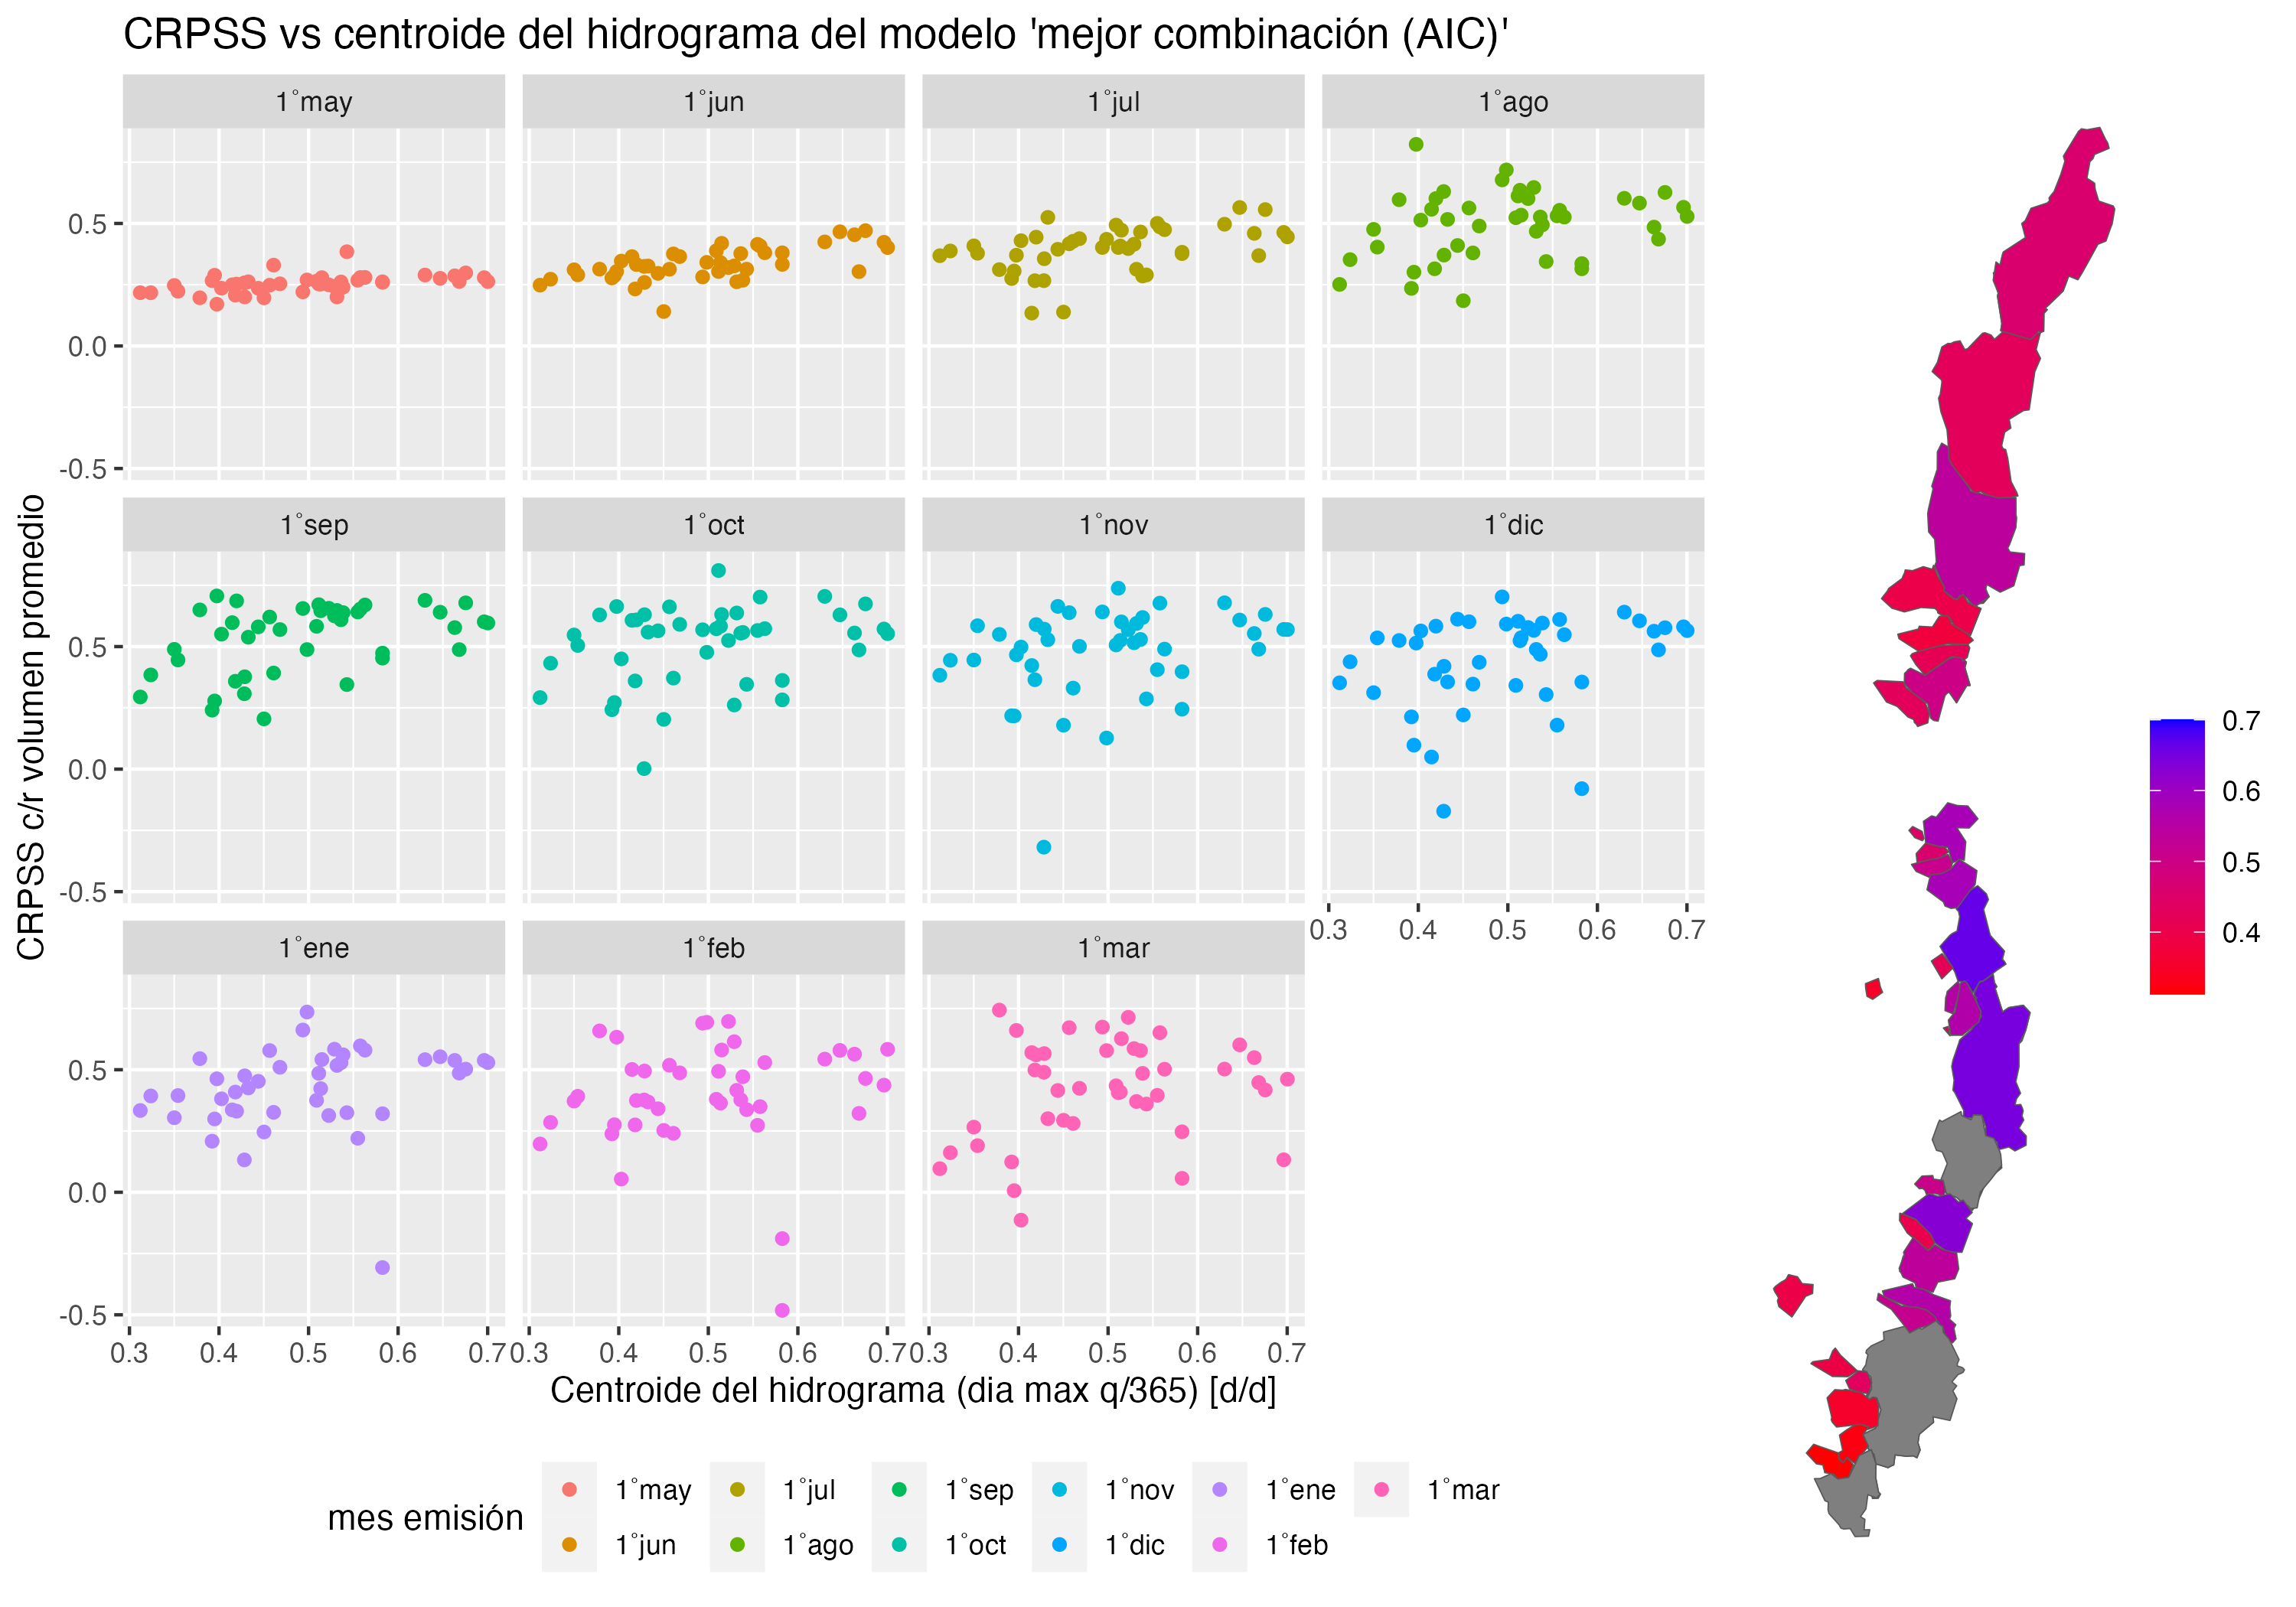 CRPSS vs centroide del hidrograma del modelo 'mejor combinación (AIC)'
1°may 1°jun 1°jul 1°ago
0.5
0.0
-0.5
1°sep 1°oct 1°nov 1°dic
0.5
0.0
-0.5
0.3 0.4 0.5 0.6 0.7
1°ene 1°feb 1°mar
0.5
0.0
-0.5
0.3 0.4 0.5 0.6 0.7 0.3 0.4 0.5 0.6 0.7 0.3 0.4 0.5 0.6 0.7
CRPSS c/r volumen promedio
Centroide del hidrograma (dia max q/365) [d/d]
mes emisión
1°may 1°jul 1°sep 1°nov 1°ene 1°mar
1°jun 1°ago 1°oct 1°dic 1°feb
0.7
0.6
0.5
0.4